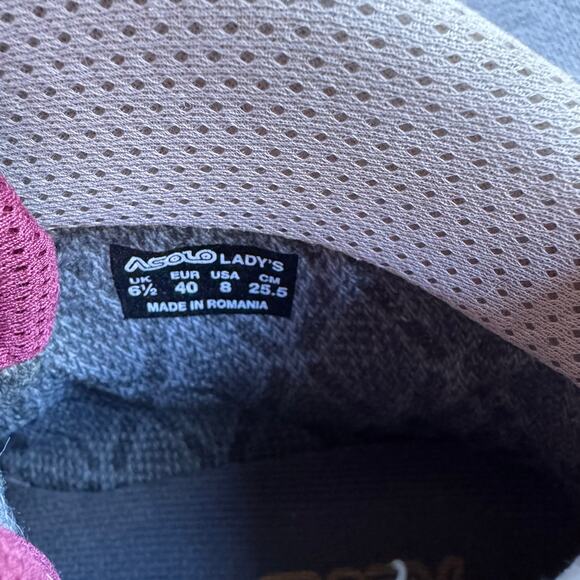 ASOLO LADY'S
UK EUR USA CM
6½ 40 8 25.5
MADE IN ROMANIA